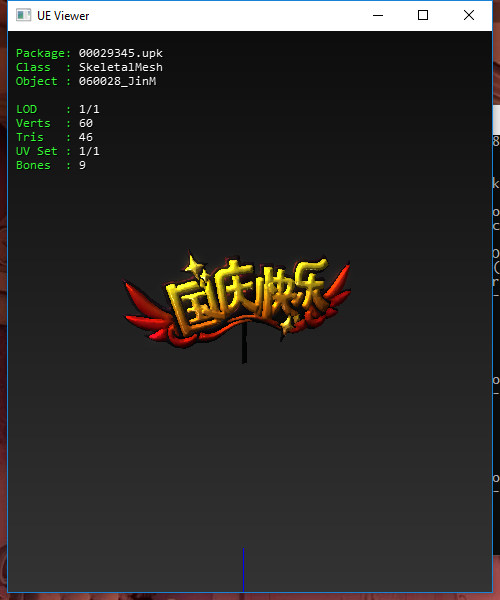 UE Viewer
Package: 00029345.upk
Class : SkeletalMesh
Object : 060028_JinM
LOD : 1/1
Verts : 60
Tris : 46
UV Set : 1/1
Bones : 9
国庆快乐